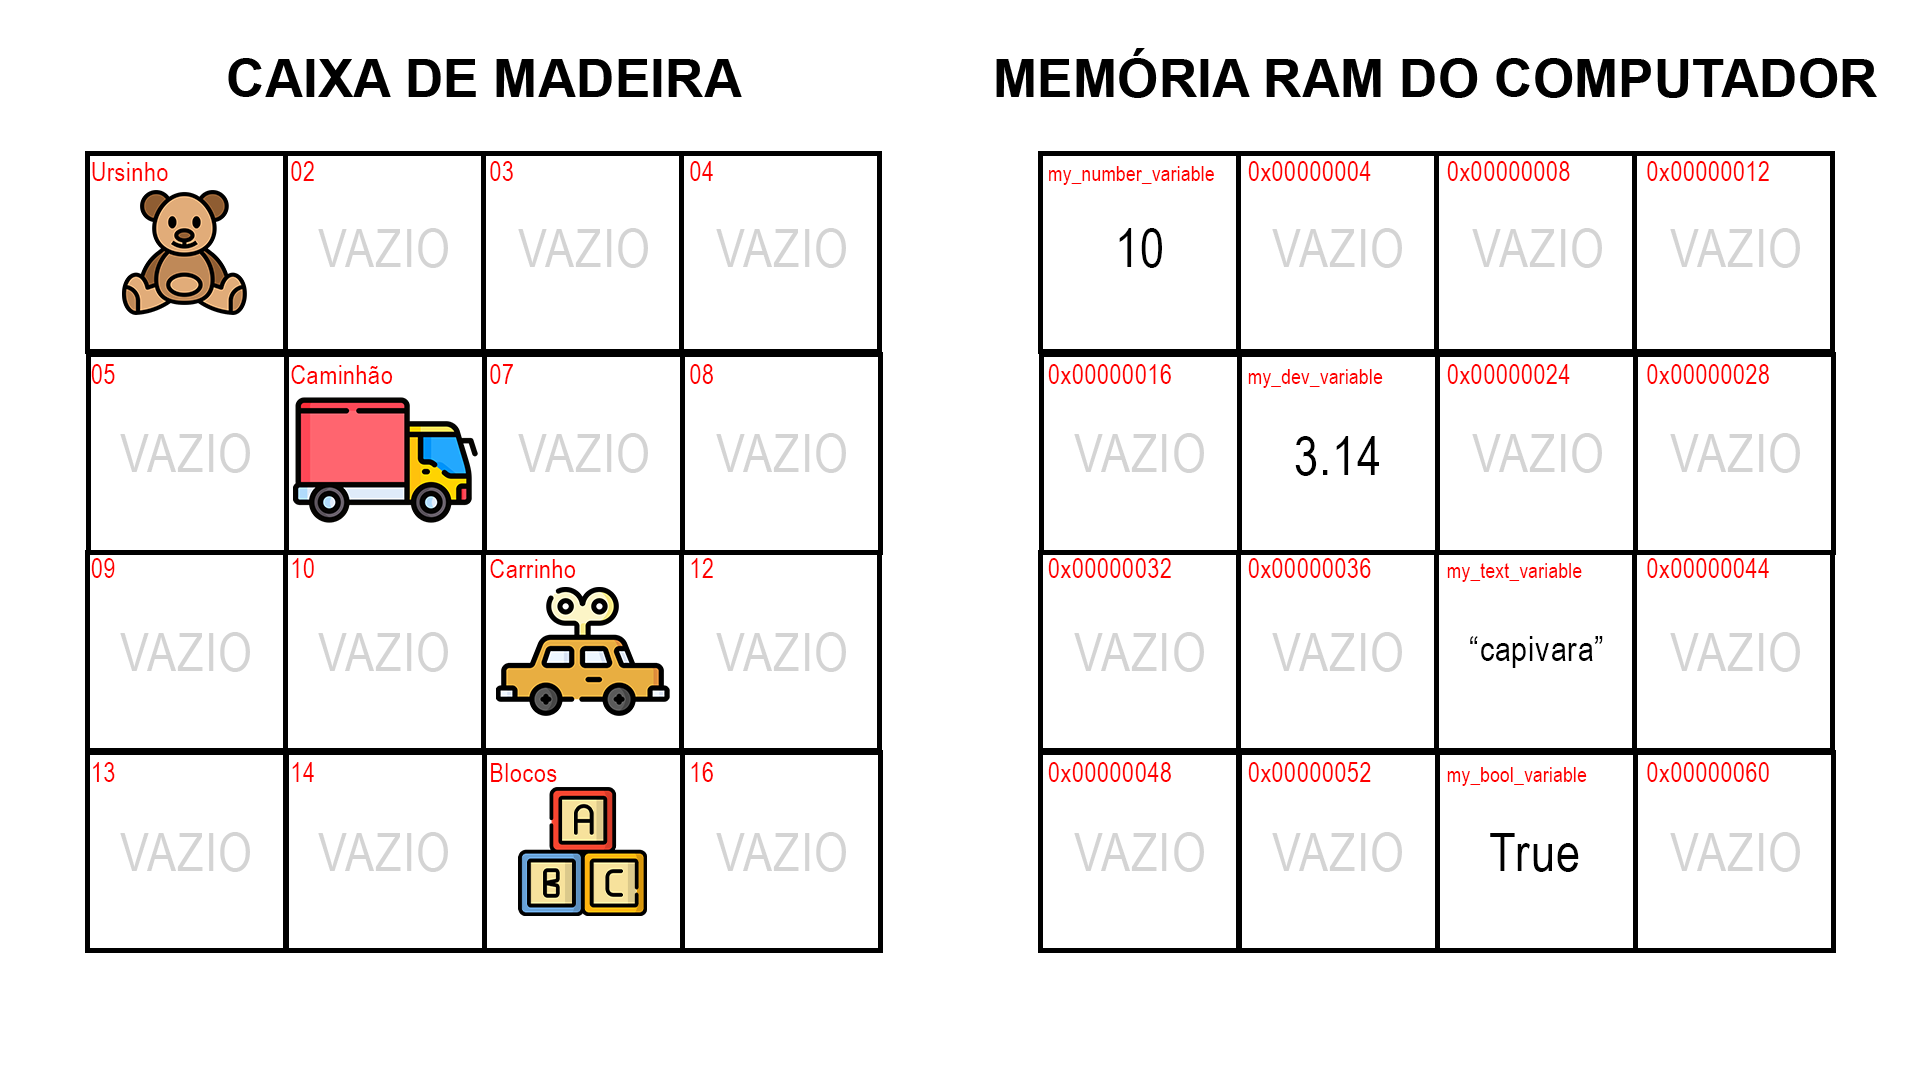 CAIXA DE MADEIRA
Ursinho 02 03 04
VAZIO VAZIO VAZIO
05 Caminhão 07 08
VAZIO VAZIO VAZIO
09 10 Carrinho 12
VAZIO VAZIO VAZIO
13 14 Blocos 16
A
VAZIO VAZIO B C VAZIO
MEMÓRIA RAM DO COMPUTADOR
my_number_variable 0x00000004 0x00000008 0x00000012
10 VAZIO VAZIO VAZIO
0x00000016 my_dev_variable 0x00000024 0x00000028
VAZIO 3.14 VAZIO VAZIO
0x00000032 0x00000036 my_text_variable 0x00000044
VAZIO VAZIO “capivara” VAZIO
0x00000048 0x00000052 my_bool_variable 0x00000060
VAZIO VAZIO True VAZIO